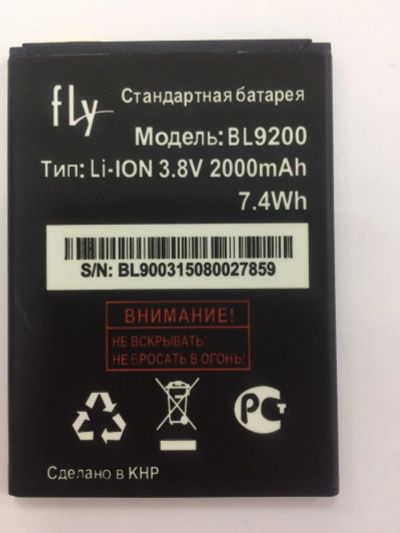 fly
Стандартная батарея
Модель: BL9200
Тип: Li-ION 3.8V 2000mAh
7.4Wh
S/N: BL900315080027859
ВНИМАНИЕ!
НЕ ВСКРЫВАТЬ!
НЕ БРОСАТЬ В ОГОНЬ!
РСТ
Сделано в КНР